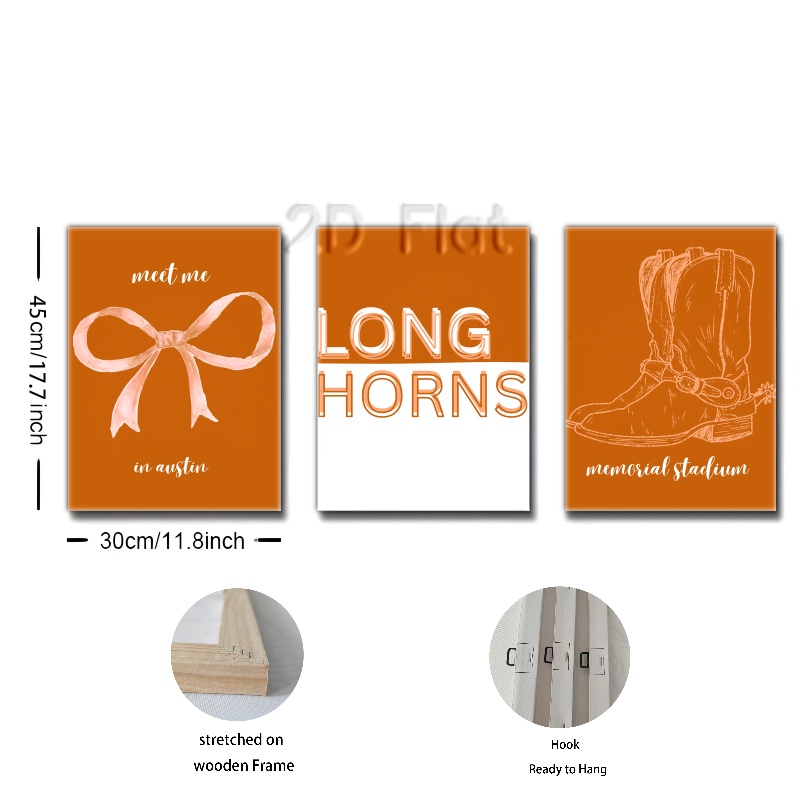 2D Flat
meet me
in austin
LONG
HORNS
memorial stadium
45cm/17.7inch
30cm/11.8inch
stretched on
wooden Frame
Hook
Ready to Hang